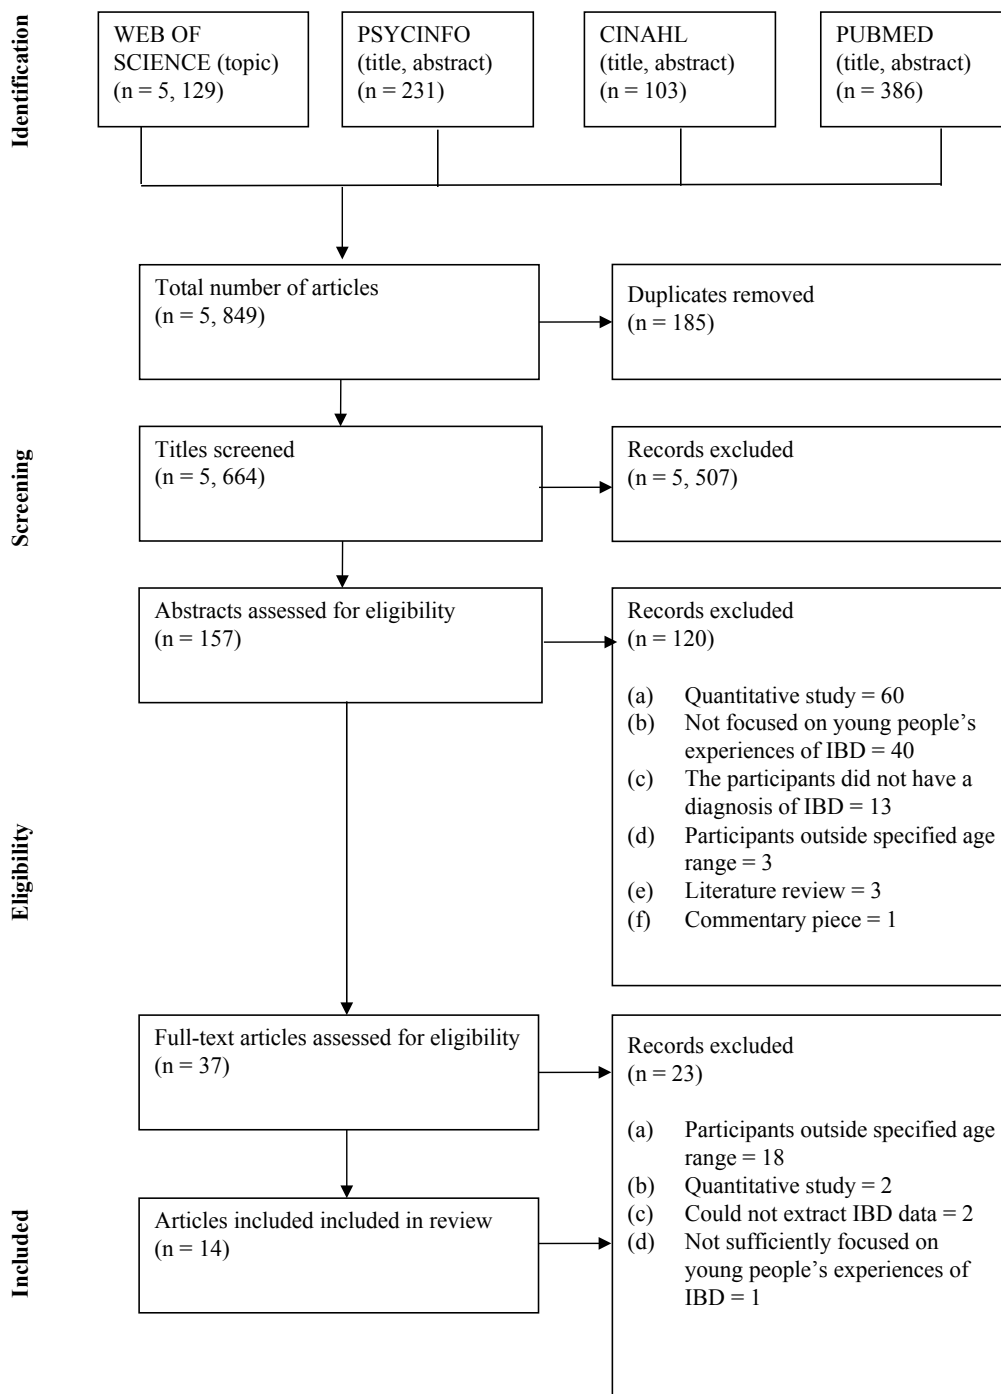 Identification
WEB OF
SCIENCE (topic)
(n = 5, 129)
PSYCINFO
(title, abstract)
(n = 231)
CINAHL
(title, abstract)
(n = 103)
PUBMED
(title, abstract)
(n = 386)
Total number of articles
(n = 5, 849)
Duplicates removed
(n = 185)
Screening
Titles screened
(n = 5, 664)
Records excluded
(n = 5, 507)
Abstracts assessed for eligibility
(n = 157)
Records excluded
(n = 120)
(a) Quantitative study = 60
(b) Not focused on young people’s
experiences of IBD = 40
(c) The participants did not have a
diagnosis of IBD = 13
(d) Participants outside specified age
range = 3
(e) Literature review = 3
(f) Commentary piece = 1
Eligibility
Full-text articles assessed for eligibility
(n = 37)
Records excluded
(n = 23)
(a) Participants outside specified age
range = 18
(b) Quantitative study = 2
(c) Could not extract IBD data = 2
(d) Not sufficiently focused on
young people’s experiences of
IBD = 1
Included
Articles included included in review
(n = 14)